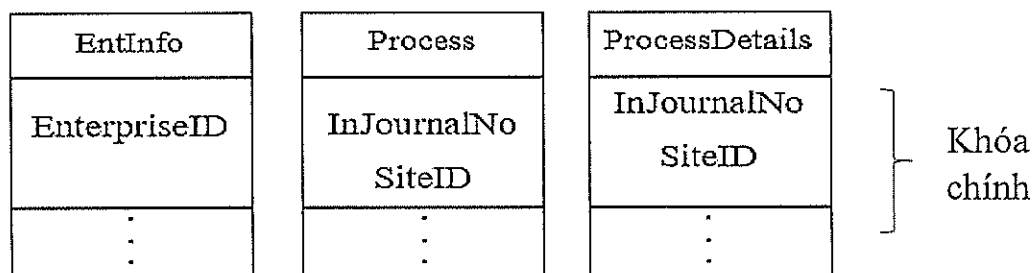 EntInfo
EnterpriseID
Process
InJournalNo
SiteID
ProcessDetails
InJournalNo
SiteID
Khóa
chính